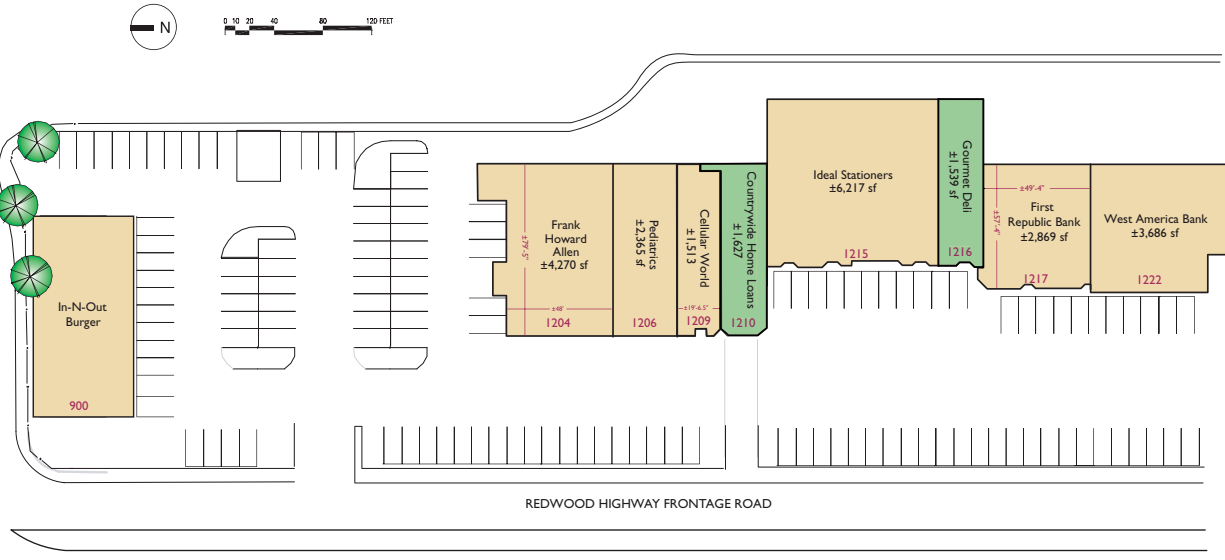 N
0 10 20 40 80 120 FEET
In-N-Out
Burger
900
±79'-5"
Frank
Howard
Allen
±4,270 sf
±48'
1204
Pediatrics
±2,365 sf
1206
Cellular World
±1,513
±19'-6.5"
1209
Countrywide Home Loans
±1,627
1210
Ideal Stationers
±6,217 sf
1215
Gourmet Deli
±1,539 sf
1216
±49'-4"
±57'-4"
First
Republic Bank
±2,869 sf
1217
West America Bank
±3,686 sf
1222
REDWOOD HIGHWAY FRONTAGE ROAD